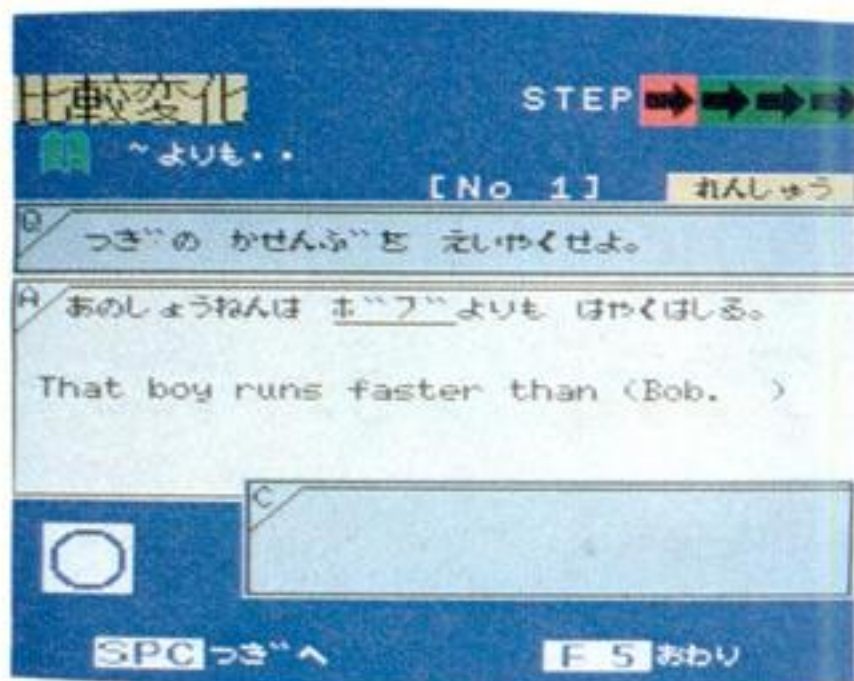 比較変化
STEP
~よりも・・
[No 1]
れんしゅう
Q
つぎの かせんぶを えいやくせよ。
A
あのしょうねんは ボブよりも はやくはしる。
That boy runs faster than (Bob. )
C
SPC つぎへ
F 5 おわり